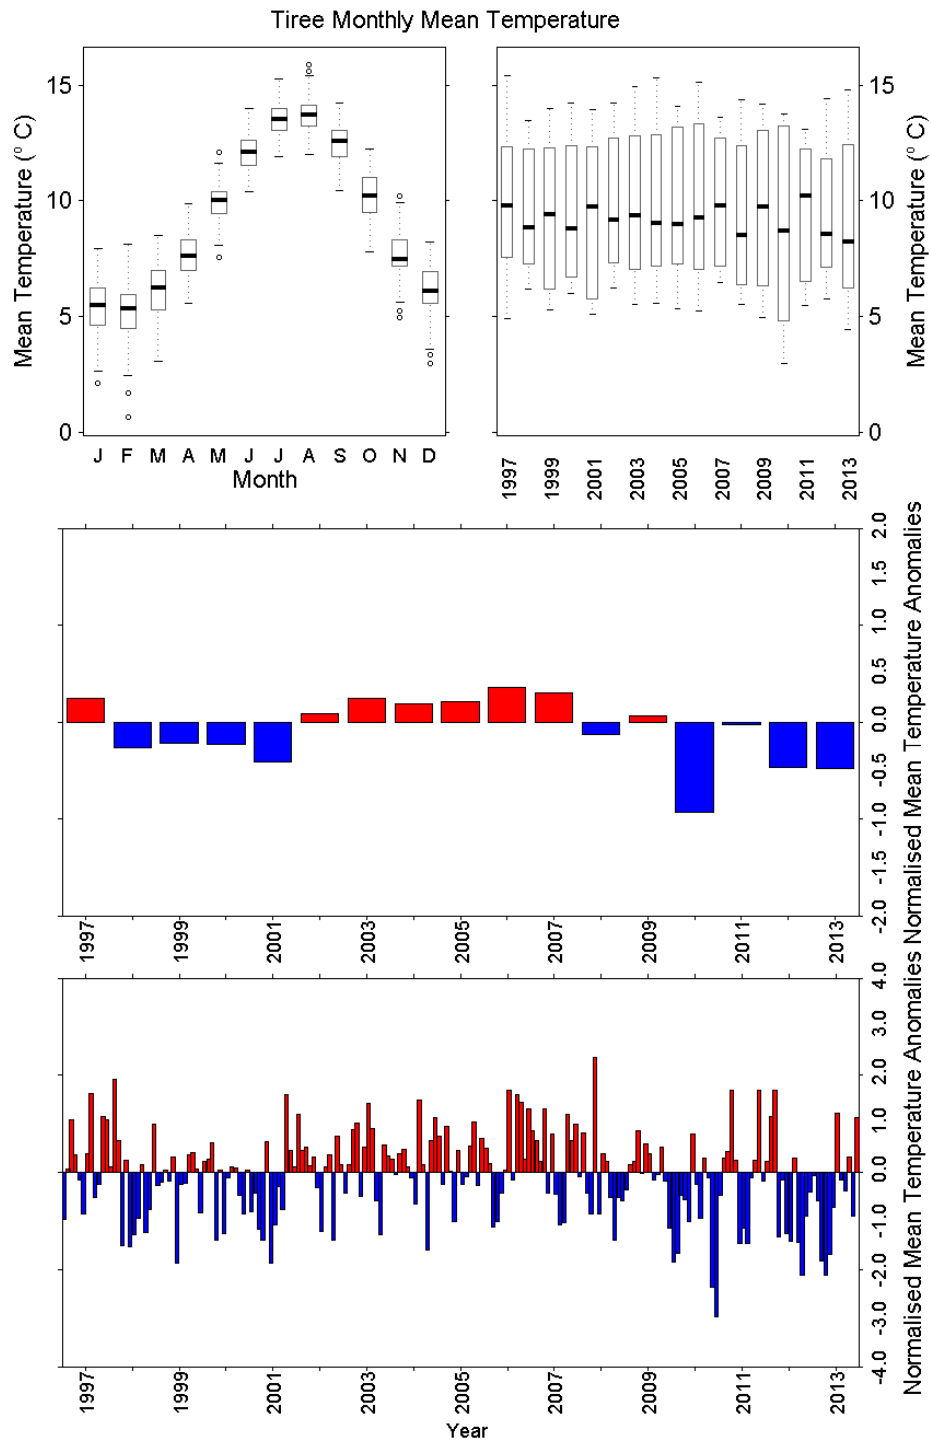 Tiree Monthly Mean Temperature
Mean Temperature (° C)
15
10
5
0
J F M A M J J A S O N D
Month
15
10
5
0
Mean Temperature (° C)
1997 1999 2001 2003 2005 2007 2009 2011 2013
2.0
1.5
1.0
0.5
0.0
-0.5
-1.0
-1.5
-2.0
Normalised Mean Temperature Anomalies
1997 1999 2001 2003 2005 2007 2009 2011 2013
4.0
3.0
2.0
1.0
0.0
-1.0
-2.0
-3.0
-4.0
Normalised Mean Temperature Anomalies
1997 1999 2001 2003 2005 2007 2009 2011 2013
Year